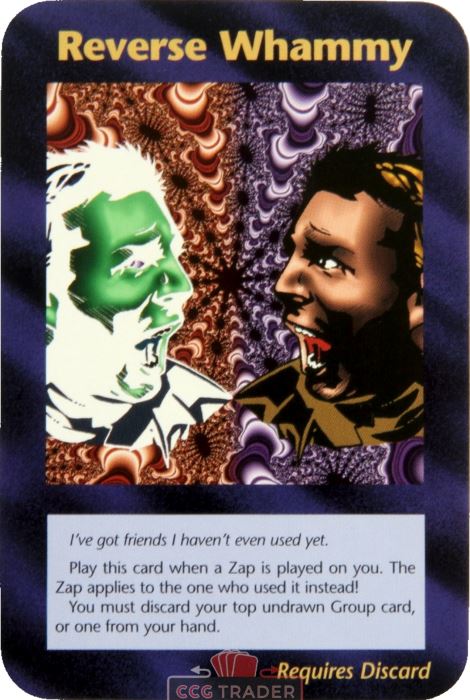 Reverse Whammy
I've got friends I haven't even used yet.
Play this card when a Zap is played on you. The
Zap applies to the one who used it instead!
You must discard your top undrawn Group card,
or one from your hand.
Requires Discard
CCG TRADER